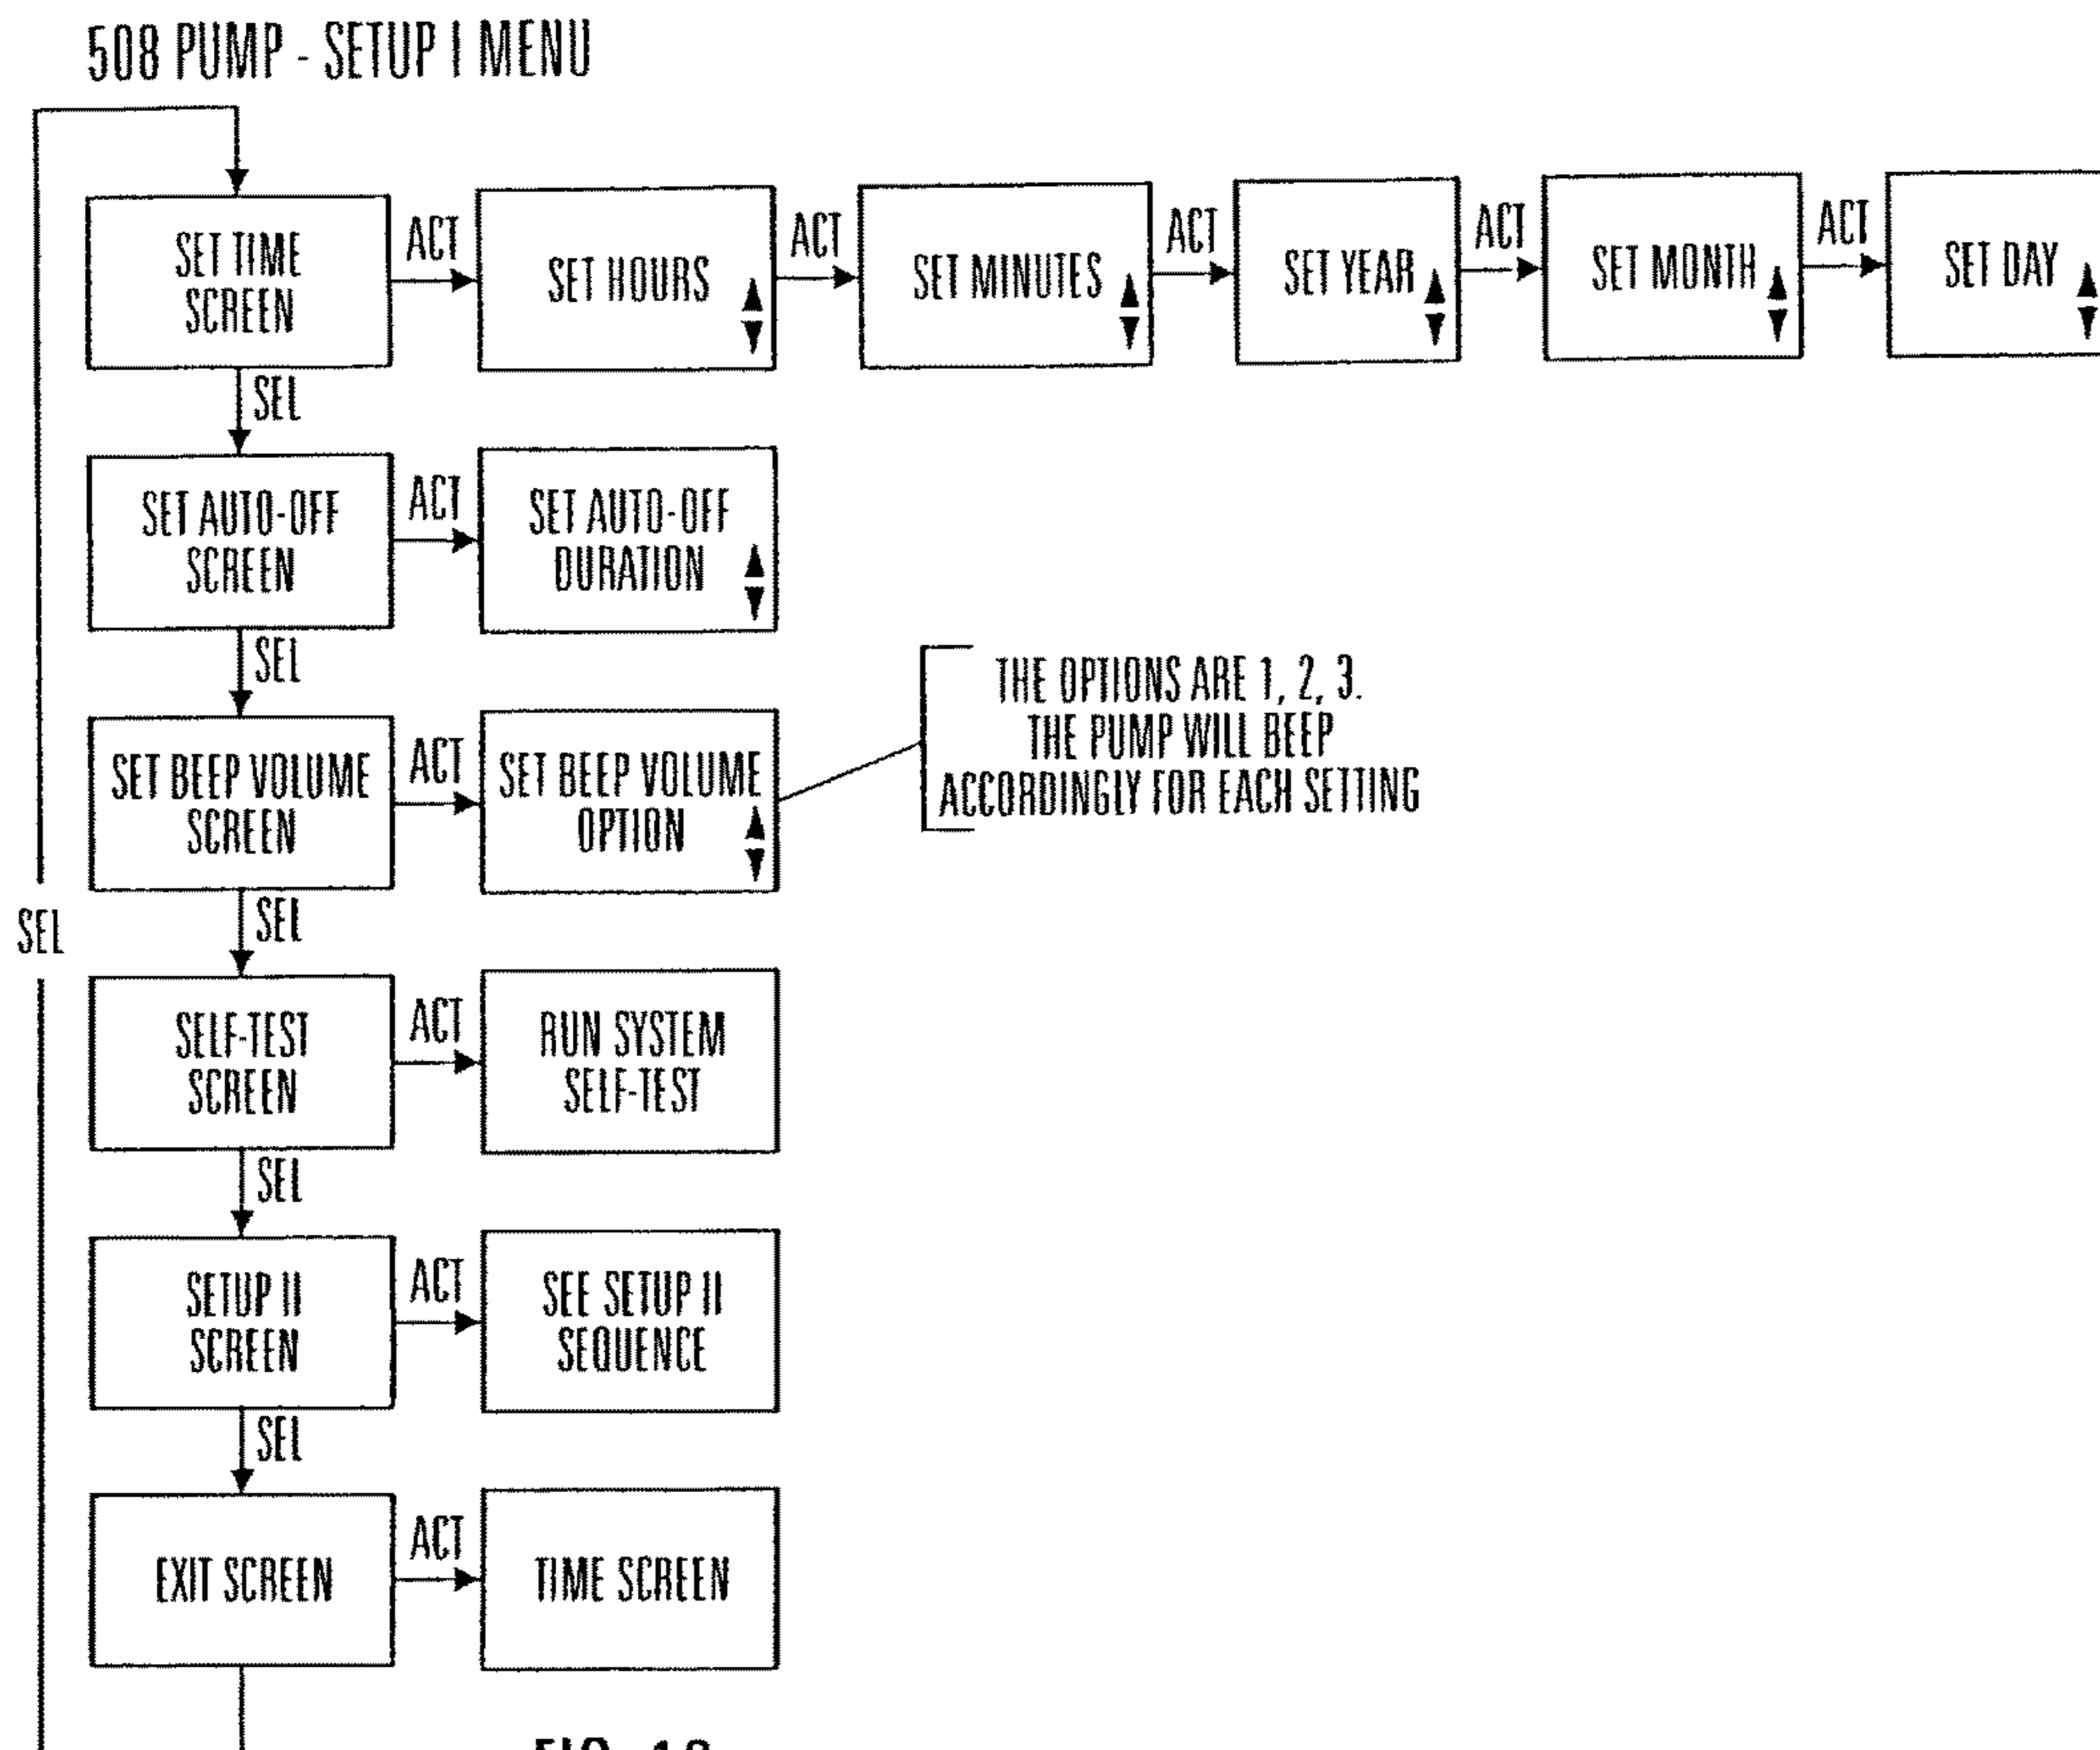 508 PUMP - SETUP I MENU
SET TIME
SCREEN
ACT
SET HOURS
ACT
SET MINUTES
ACT
SET YEAR
ACT
SET MONTH
ACT
SET DAY
SEL
SET AUTO-OFF
SCREEN
ACT
SET AUTO-OFF
DURATION
SEL
SET BEEP VOLUME
SCREEN
ACT
SET BEEP VOLUME
OPTION
THE OPTIONS ARE 1, 2, 3.
THE PUMP WILL BEEP
ACCORDINGLY FOR EACH SETTING
SEL
SEL
SELF-TEST
SCREEN
ACT
RUN SYSTEM
SELF-TEST
SEL
SETUP II
SCREEN
ACT
SEE SETUP II
SEQUENCE
SEL
EXIT SCREEN
ACT
TIME SCREEN